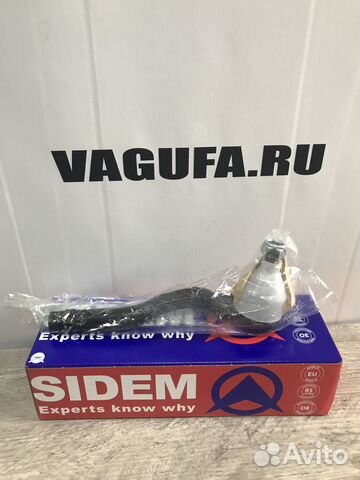 VAGUFA.RU
Experts know why
SIDEM
Experts know why
EU
OE
Avito